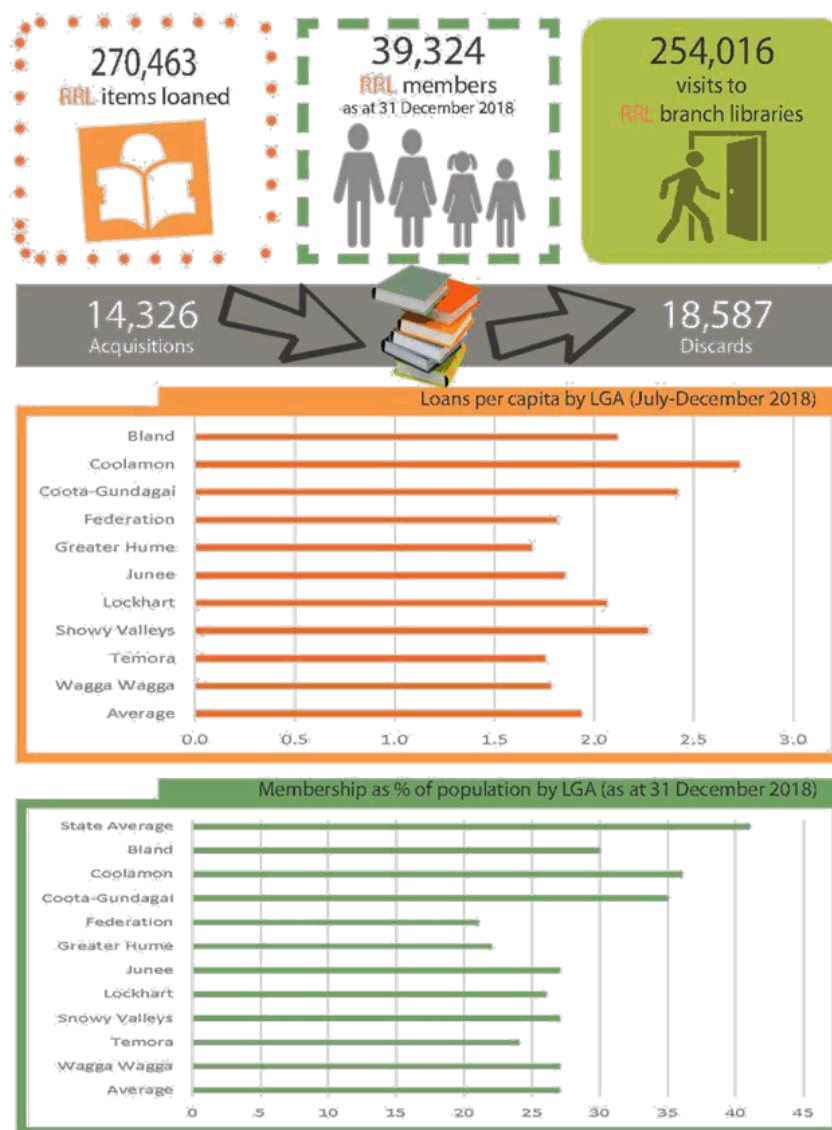 270,463
RRL items loaned
39,324
RRL members
as at 31 December 2018
254,016
visits to
RRL branch libraries
14,326
Acquisitions
18,587
Discards
Loans per capita by LGA (July-December 2018)
Bland
Coolamon
Coota-Gundagai
Federation
Greater Hume
Junee
Lockhart
Snowy Valleys
Temora
Wagga Wagga
Average
0.0 0.5 1.0 1.5 2.0 2.5 3.0
Membership as % of population by LGA (as at 31 December 2018)
State Average
Bland
Coolamon
Coota-Gundagai
Federation
Greater Hume
Junee
Lockhart
Snowy Valleys
Temora
Wagga Wagga
Average
0 5 10 15 20 25 30 35 40 45